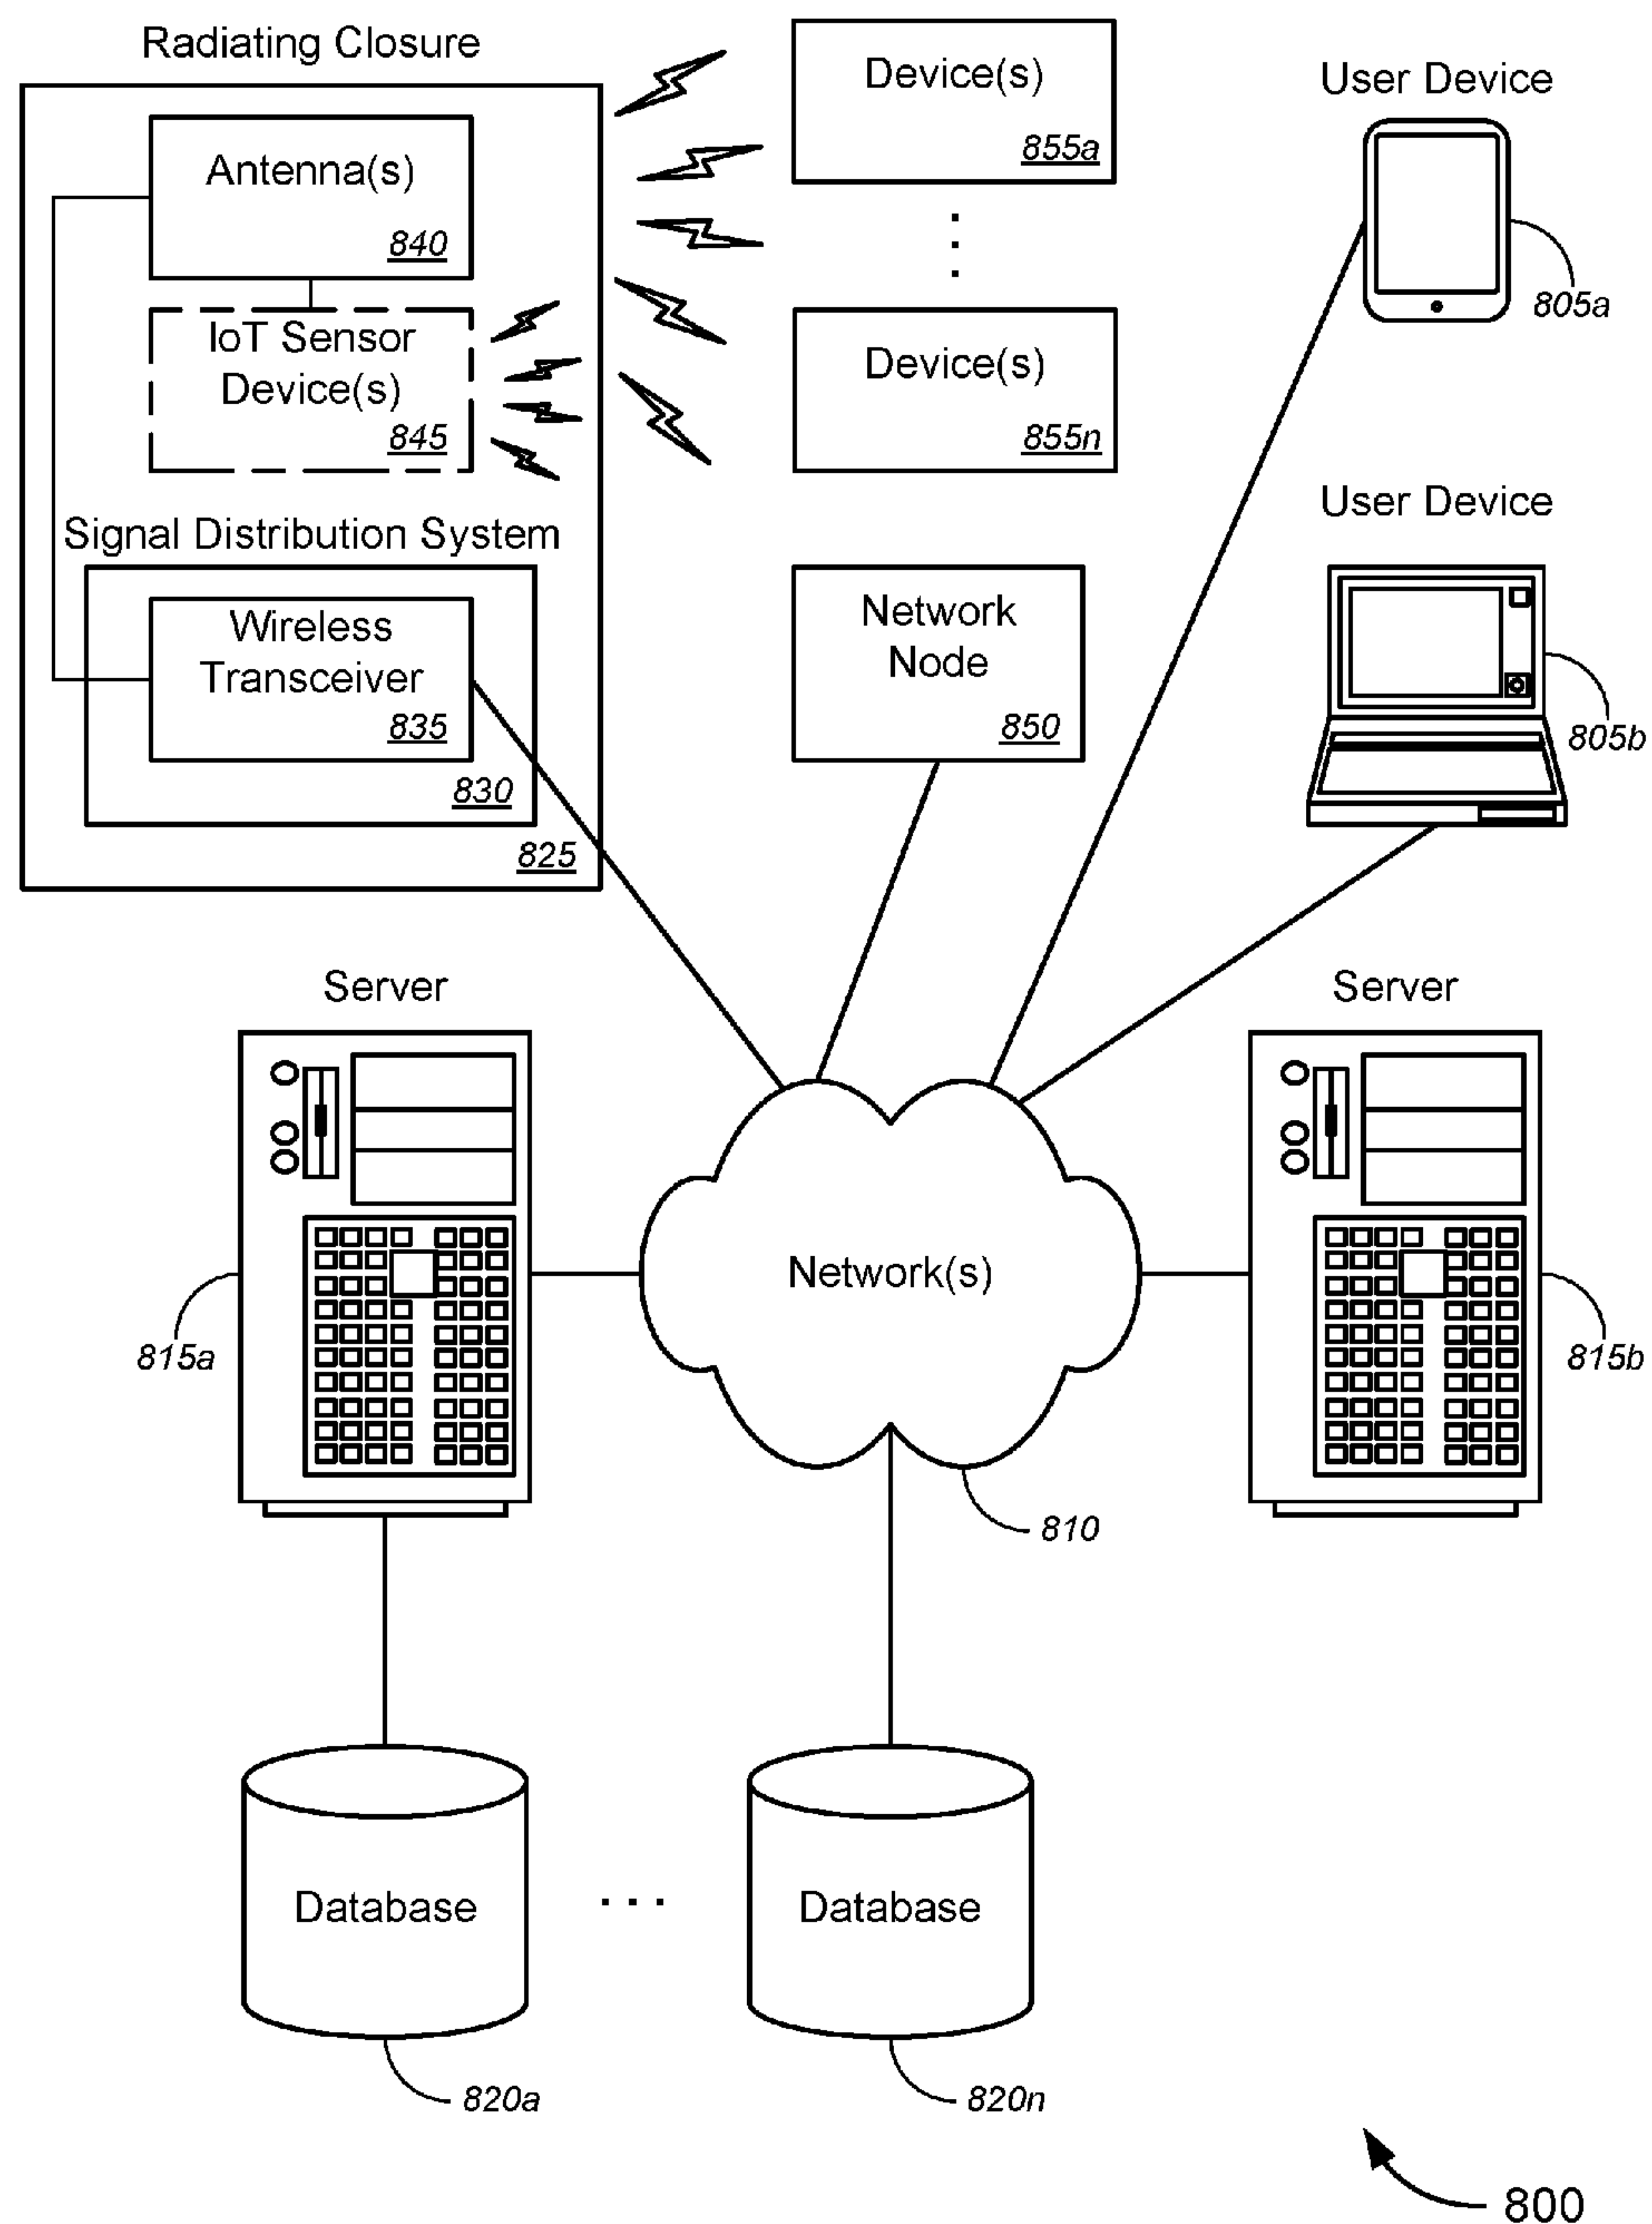 Radiating Closure
Antenna(s)
840
IoT Sensor
Device(s)
845
Signal Distribution System
Wireless
Transceiver
835
830
825
Device(s)
855a
Device(s)
855n
Network
Node
850
User Device
805a
User Device
805b
Server
815a
Network(s)
810
Server
815b
Database
820a
. . .
Database
820n
800